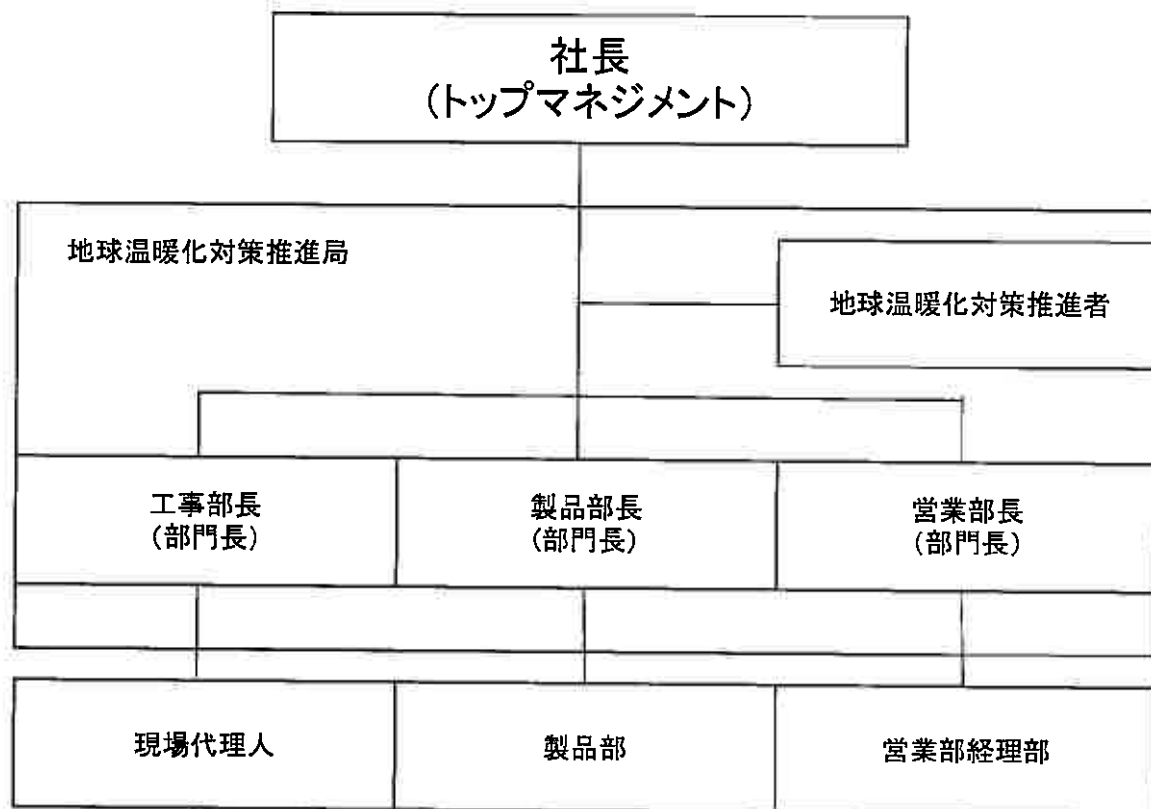 社長
(トップマネジメント)
地球温暖化対策推進局
地球温暖化対策推進者
工事部長
(部門長)
製品部長
(部門長)
営業部長
(部門長)
現場代理人
製品部
営業部経理部